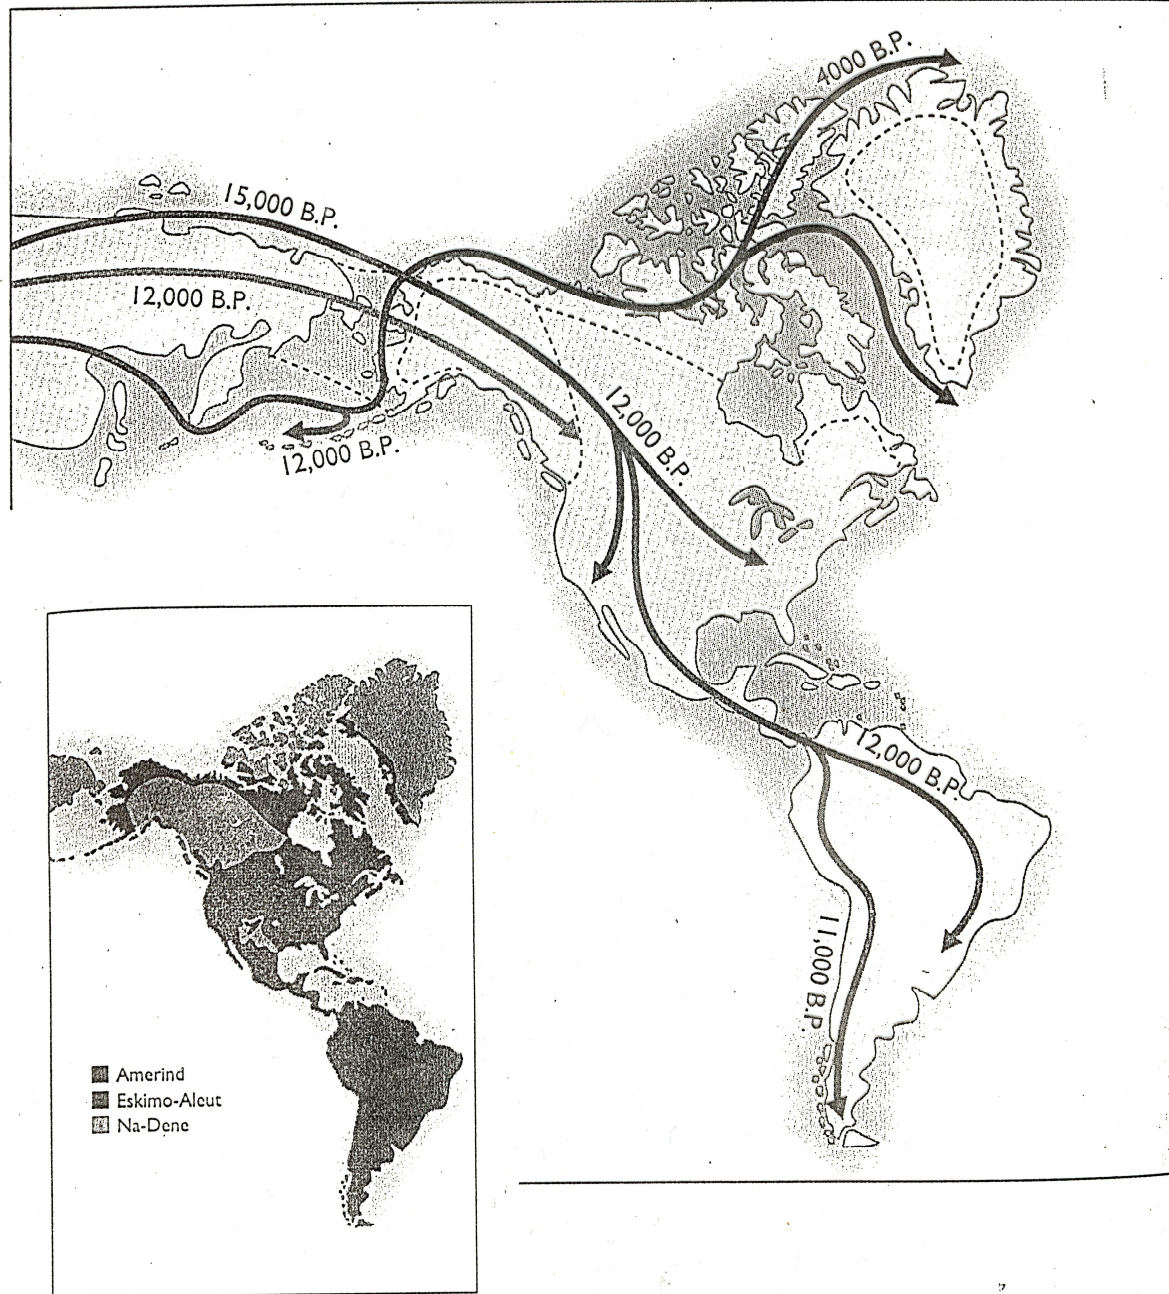 4000 B.P.
15,000 B.P.
12,000 B.P.
12,000 B.P.
12,000 B.P.
12,000 B.P.
11,000 B.P.
Amerind
Eskimo-Aleut
Na-Dene